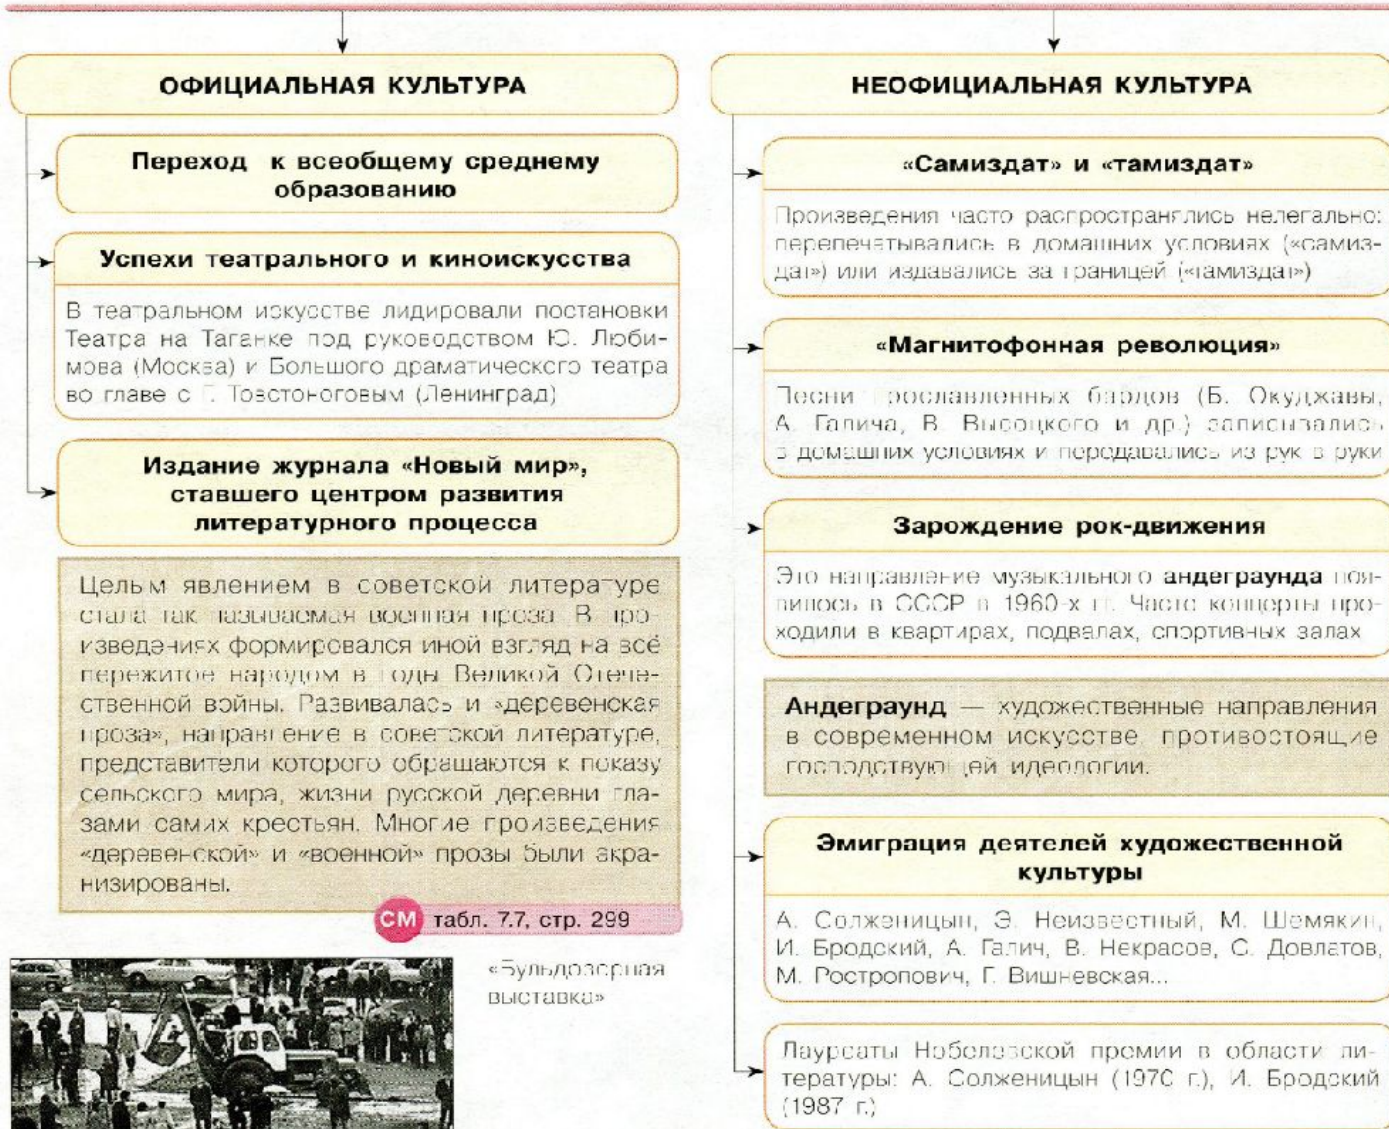 ОФИЦИАЛЬНАЯ КУЛЬТУРА
Переход к всеобщему среднему
образованию
Успехи театрального и киноискусства
В театральном искусстве лидировали постановки
Театра на Таганке под руководством Ю. Люби-
мова (Москва) и Большого драматического театра
во главе с Г. Товстоноговым (Ленинград)
Издание журнала «Новый мир»,
ставшего центром развития
литературного процесса
Целым явлением в советской литературе
стала так называемая военная проза. В про-
изведениях формировался иной взгляд на всё
пережитое народом в годы Великой Отече-
ственной войны. Развивалась и «деревенская
проза», направление в советской литературе,
представители которого обращаются к показу
сельского мира, жизни русской деревни гла-
зами самих крестьян. Многие произведения
«деревенской» и «военной» прозы были экра-
низированы.
СМ табл. 7.7, стр. 299
«Бульдозерная
выставка»
НЕОФИЦИАЛЬНАЯ КУЛЬТУРА
«Самиздат» и «тамиздат»
Произведения часто распространялись нелегально:
перепечатывались в домашних условиях («самиз-
дат») или издавались за границей («тамиздат»)
«Магнитофонная революция»
Песни прославленных бардов (Б. Окуджавы,
А. Галича, В. Высоцкого и др.) записывались
в домашних условиях и передавались из рук в руки
Зарождение рок-движения
Это направление музыкального андеграунда поя-
вилось в СССР в 1960-х гг. Часто концерты про-
ходили в квартирах, подвалах, спортивных залах
Андеграунд — художественные направления
в современном искусстве, противостоящие
господствующей идеологии.
Эмиграция деятелей художественной
культуры
А. Солженицын, Э. Неизвестный, М. Шемякин,
И. Бродский, А. Галич, В. Некрасов, С. Довлатов,
М. Ростропович, Г. Вишневская...
Лауреаты Нобелевской премии в области ли-
тературы: А. Солженицын (1970 г.), И. Бродский
(1987 г.)